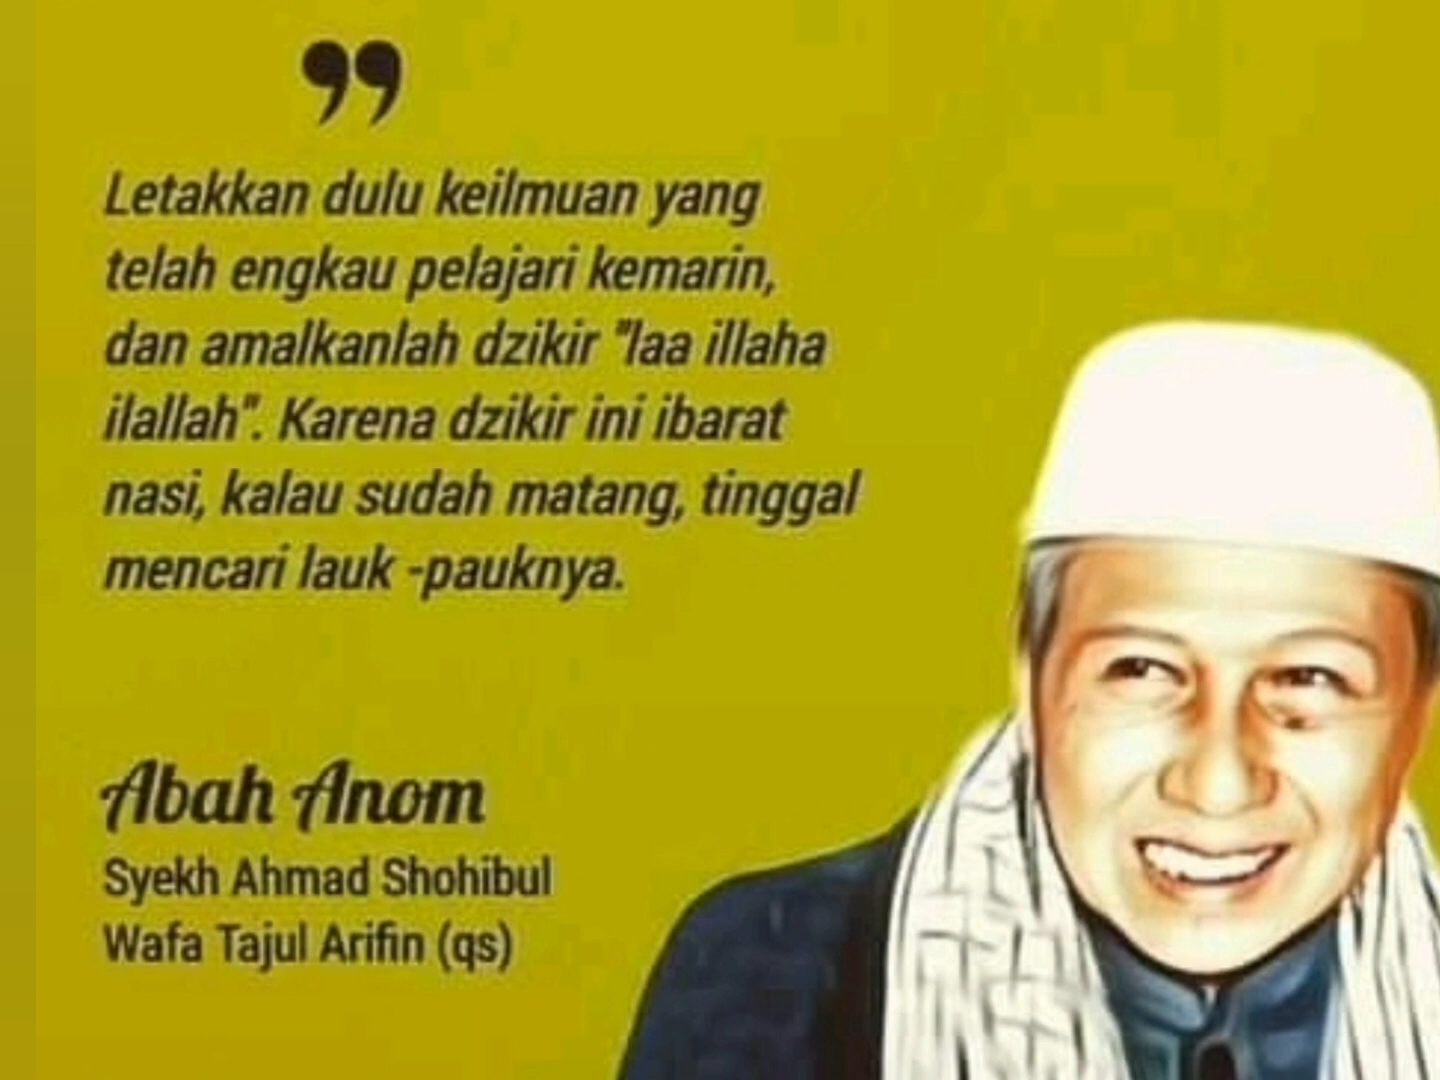 ”
Letakkan dulu keilmuan yang
telah engkau pelajari kemarin,
dan amalkanlah dzikir "laa illaha
ilallah". Karena dzikir ini ibarat
nasi, kalau sudah matang, tinggal
mencari lauk -pauknya.
Abah Anom
Syekh Ahmad Shohibul
Wafa Tajul Arifin (qs)